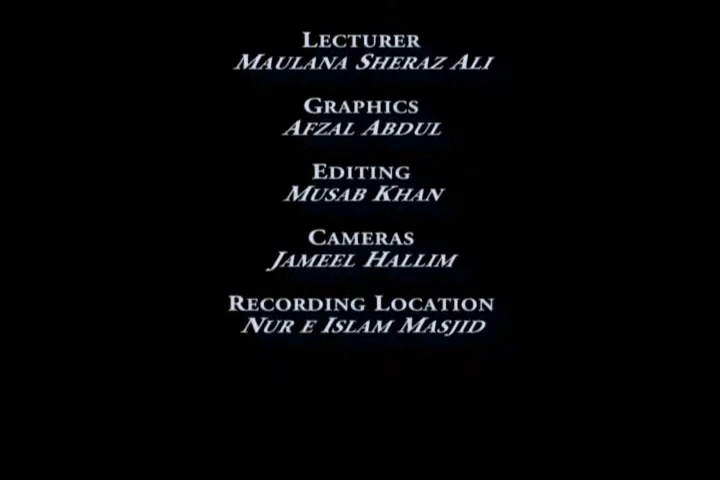 LECTURER
MAULANA SHERAZ ALI
GRAPHICS
AFZAL ABDUL
EDITING
MUSAB KHAN
CAMERAS
JAMEEL HALLIM
RECORDING LOCATION
NUR E ISLAM MASJID